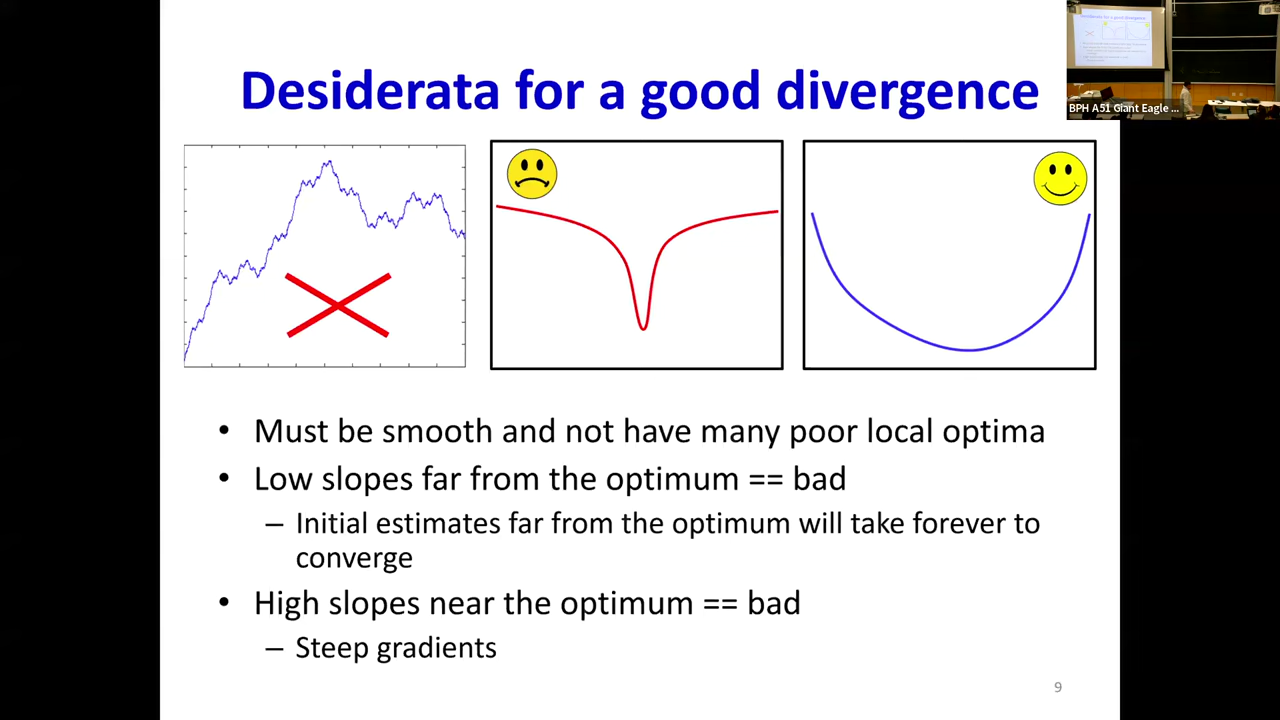 Desiderata for a good divergence
BPH A51 Giant Eagle ...
• Must be smooth and not have many poor local optima
• Low slopes far from the optimum == bad
– Initial estimates far from the optimum will take forever to
converge
• High slopes near the optimum == bad
– Steep gradients
9